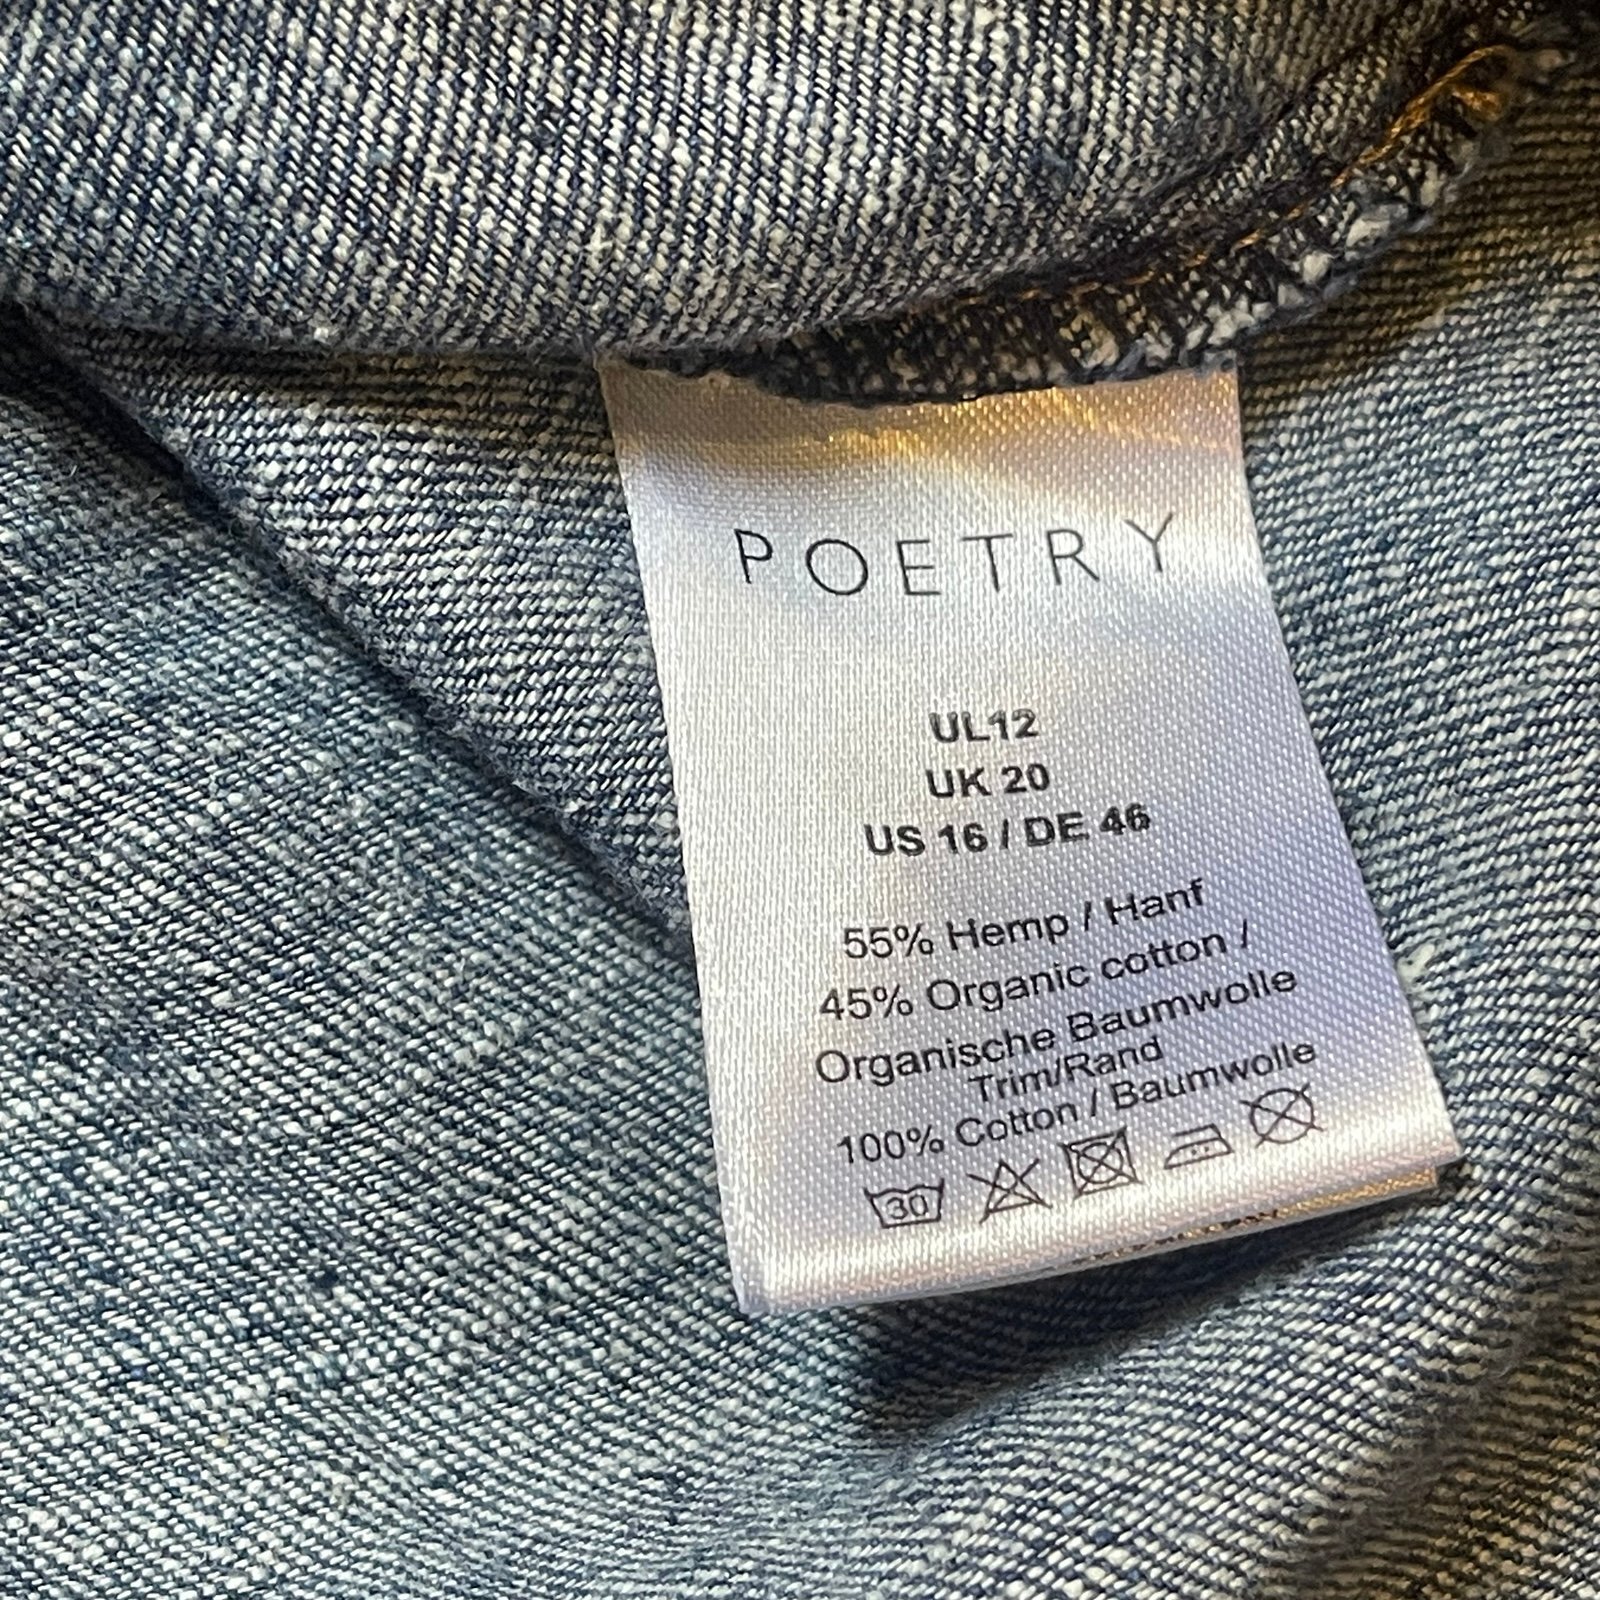 POETRY
UL12
UK 20
US 16 / DE 46
55% Hemp / Hanf
45% Organic cotton /
Organische Baumwolle
Trim/Rand
100% Cotton / Baumwolle
30